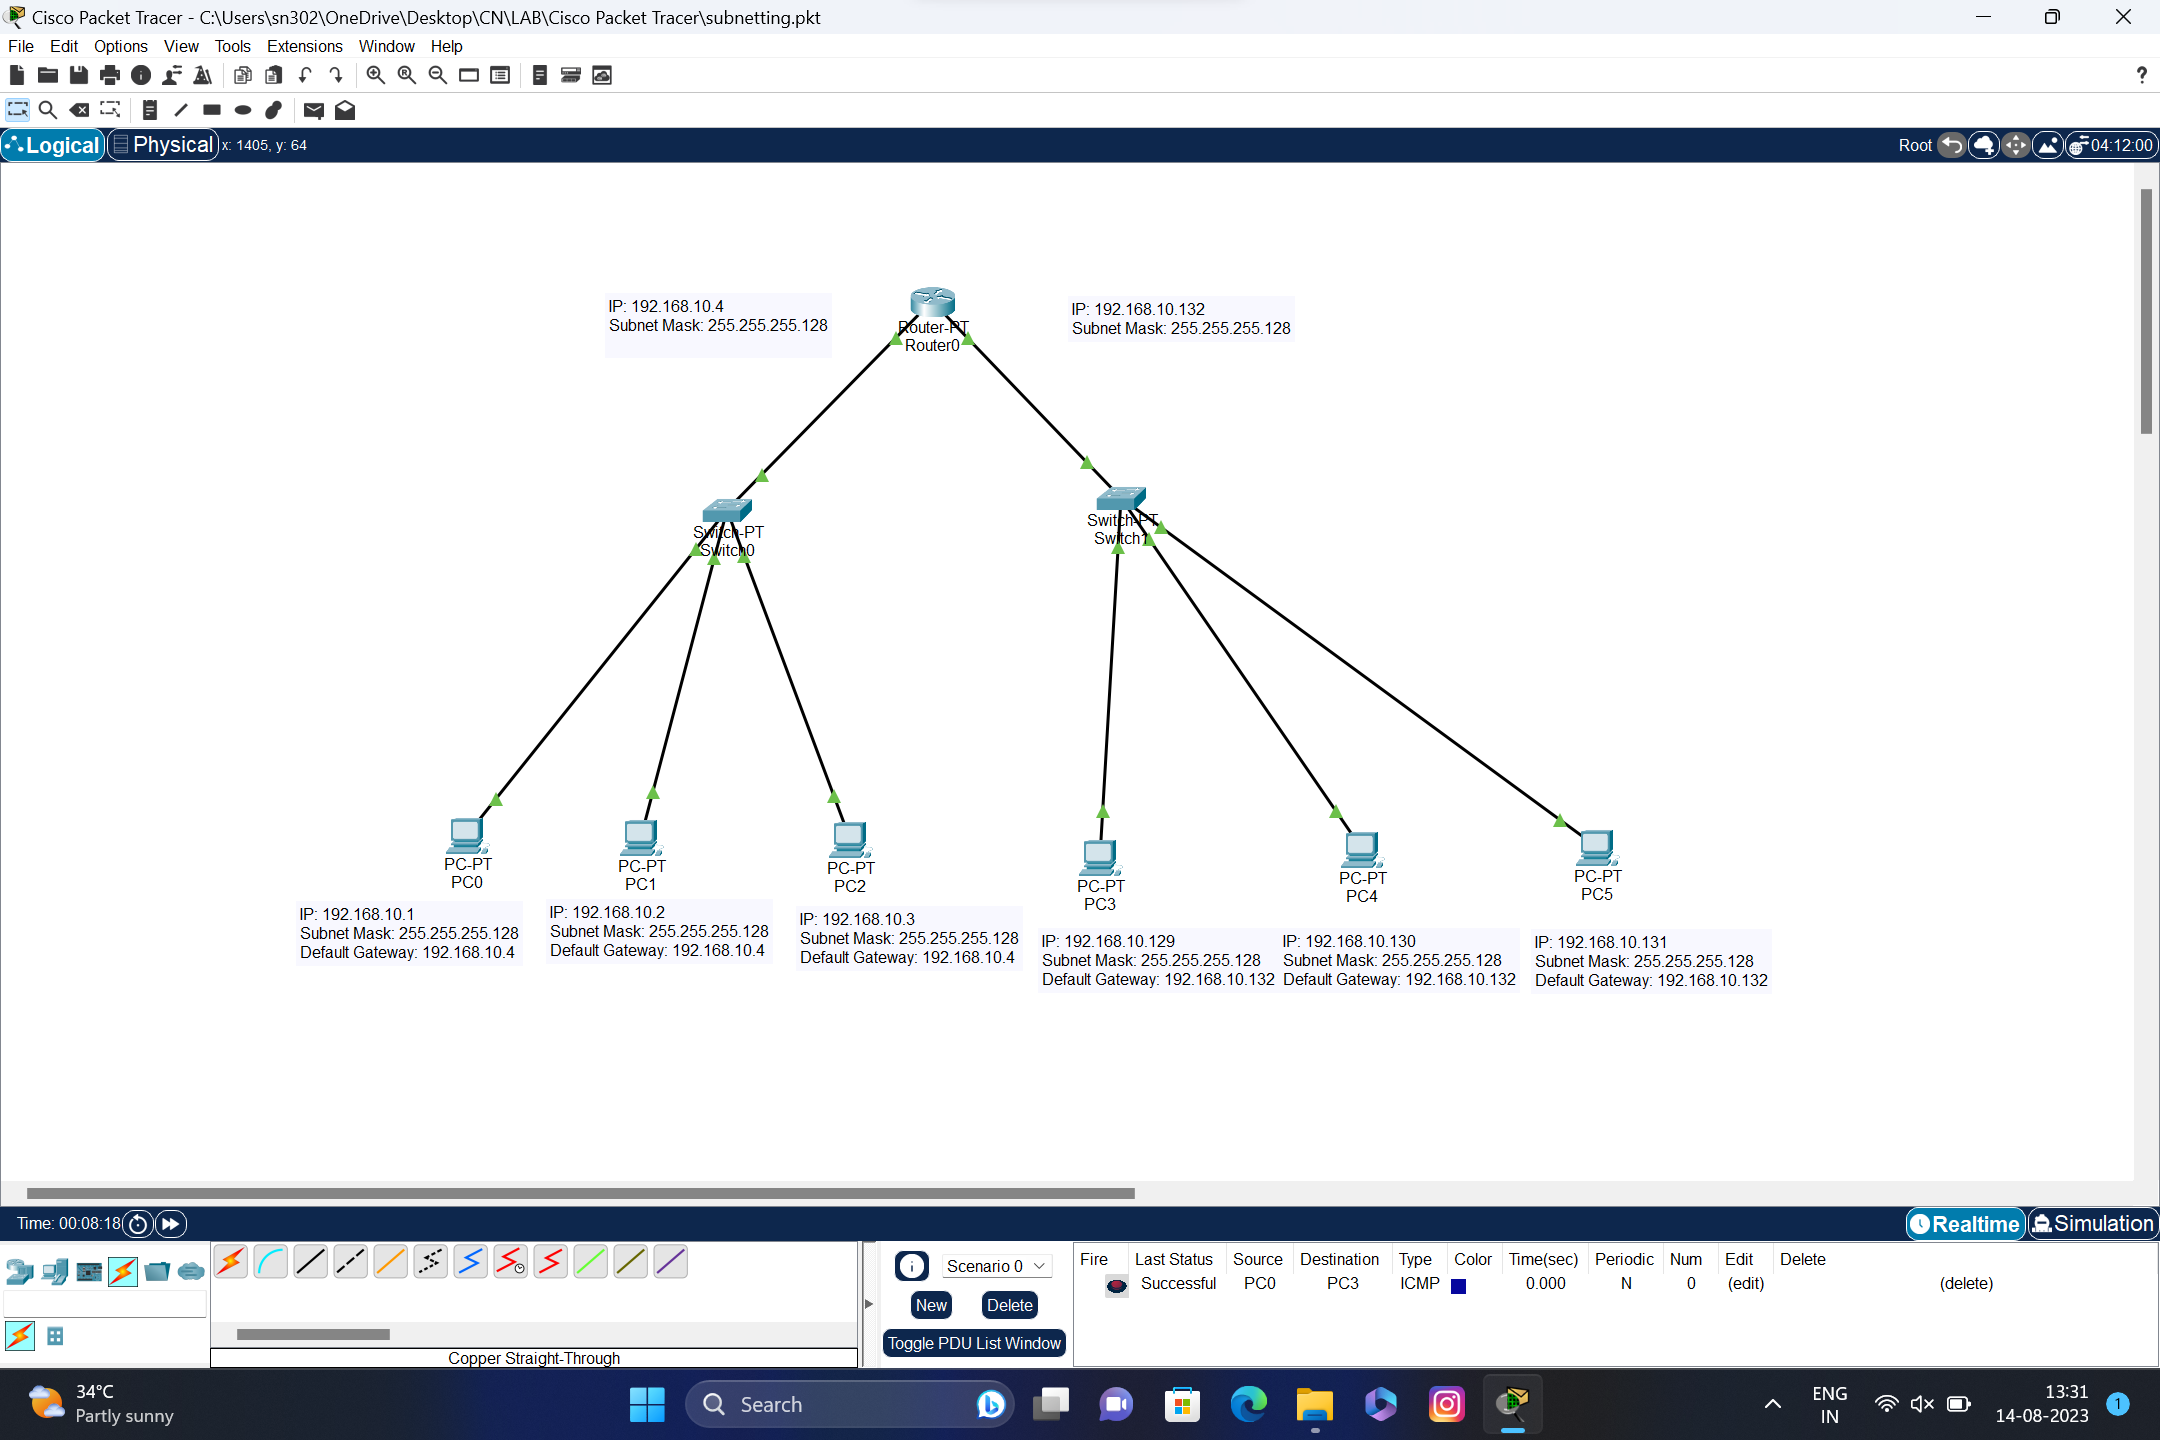 Cisco Packet Tracer - C:\Users\sn302\OneDrive\Desktop\CN\LAB\Cisco Packet Tracer\subnetting.pkt
File Edit Options View Tools Extensions Window Help
?
Logical Physical x: 1405, y: 64 Root 04:12:00
IP: 192.168.10.4
Subnet Mask: 255.255.255.128
Router-PT
Router0
IP: 192.168.10.132
Subnet Mask: 255.255.255.128
Switch-PT
Switch0
Switch-PT
Switch1
PC-PT
PC0
PC-PT
PC1
PC-PT
PC2
PC-PT
PC3
PC-PT
PC4
PC-PT
PC5
IP: 192.168.10.1
Subnet Mask: 255.255.255.128
Default Gateway: 192.168.10.4
IP: 192.168.10.2
Subnet Mask: 255.255.255.128
Default Gateway: 192.168.10.4
IP: 192.168.10.3
Subnet Mask: 255.255.255.128
Default Gateway: 192.168.10.4
IP: 192.168.10.129
Subnet Mask: 255.255.255.128
Default Gateway: 192.168.10.132
IP: 192.168.10.130
Subnet Mask: 255.255.255.128
Default Gateway: 192.168.10.132
IP: 192.168.10.131
Subnet Mask: 255.255.255.128
Default Gateway: 192.168.10.132
Time: 00:08:18 Realtime Simulation
Copper Straight-Through
Scenario 0
New Delete
Toggle PDU List Window
Fire Last Status Source Destination Type Color Time(sec) Periodic Num Edit Delete
Successful PC0 PC3 ICMP 0.000 N 0 (edit) (delete)
34°C
Partly sunny
Search
ENG
IN
13:31
14-08-2023
1